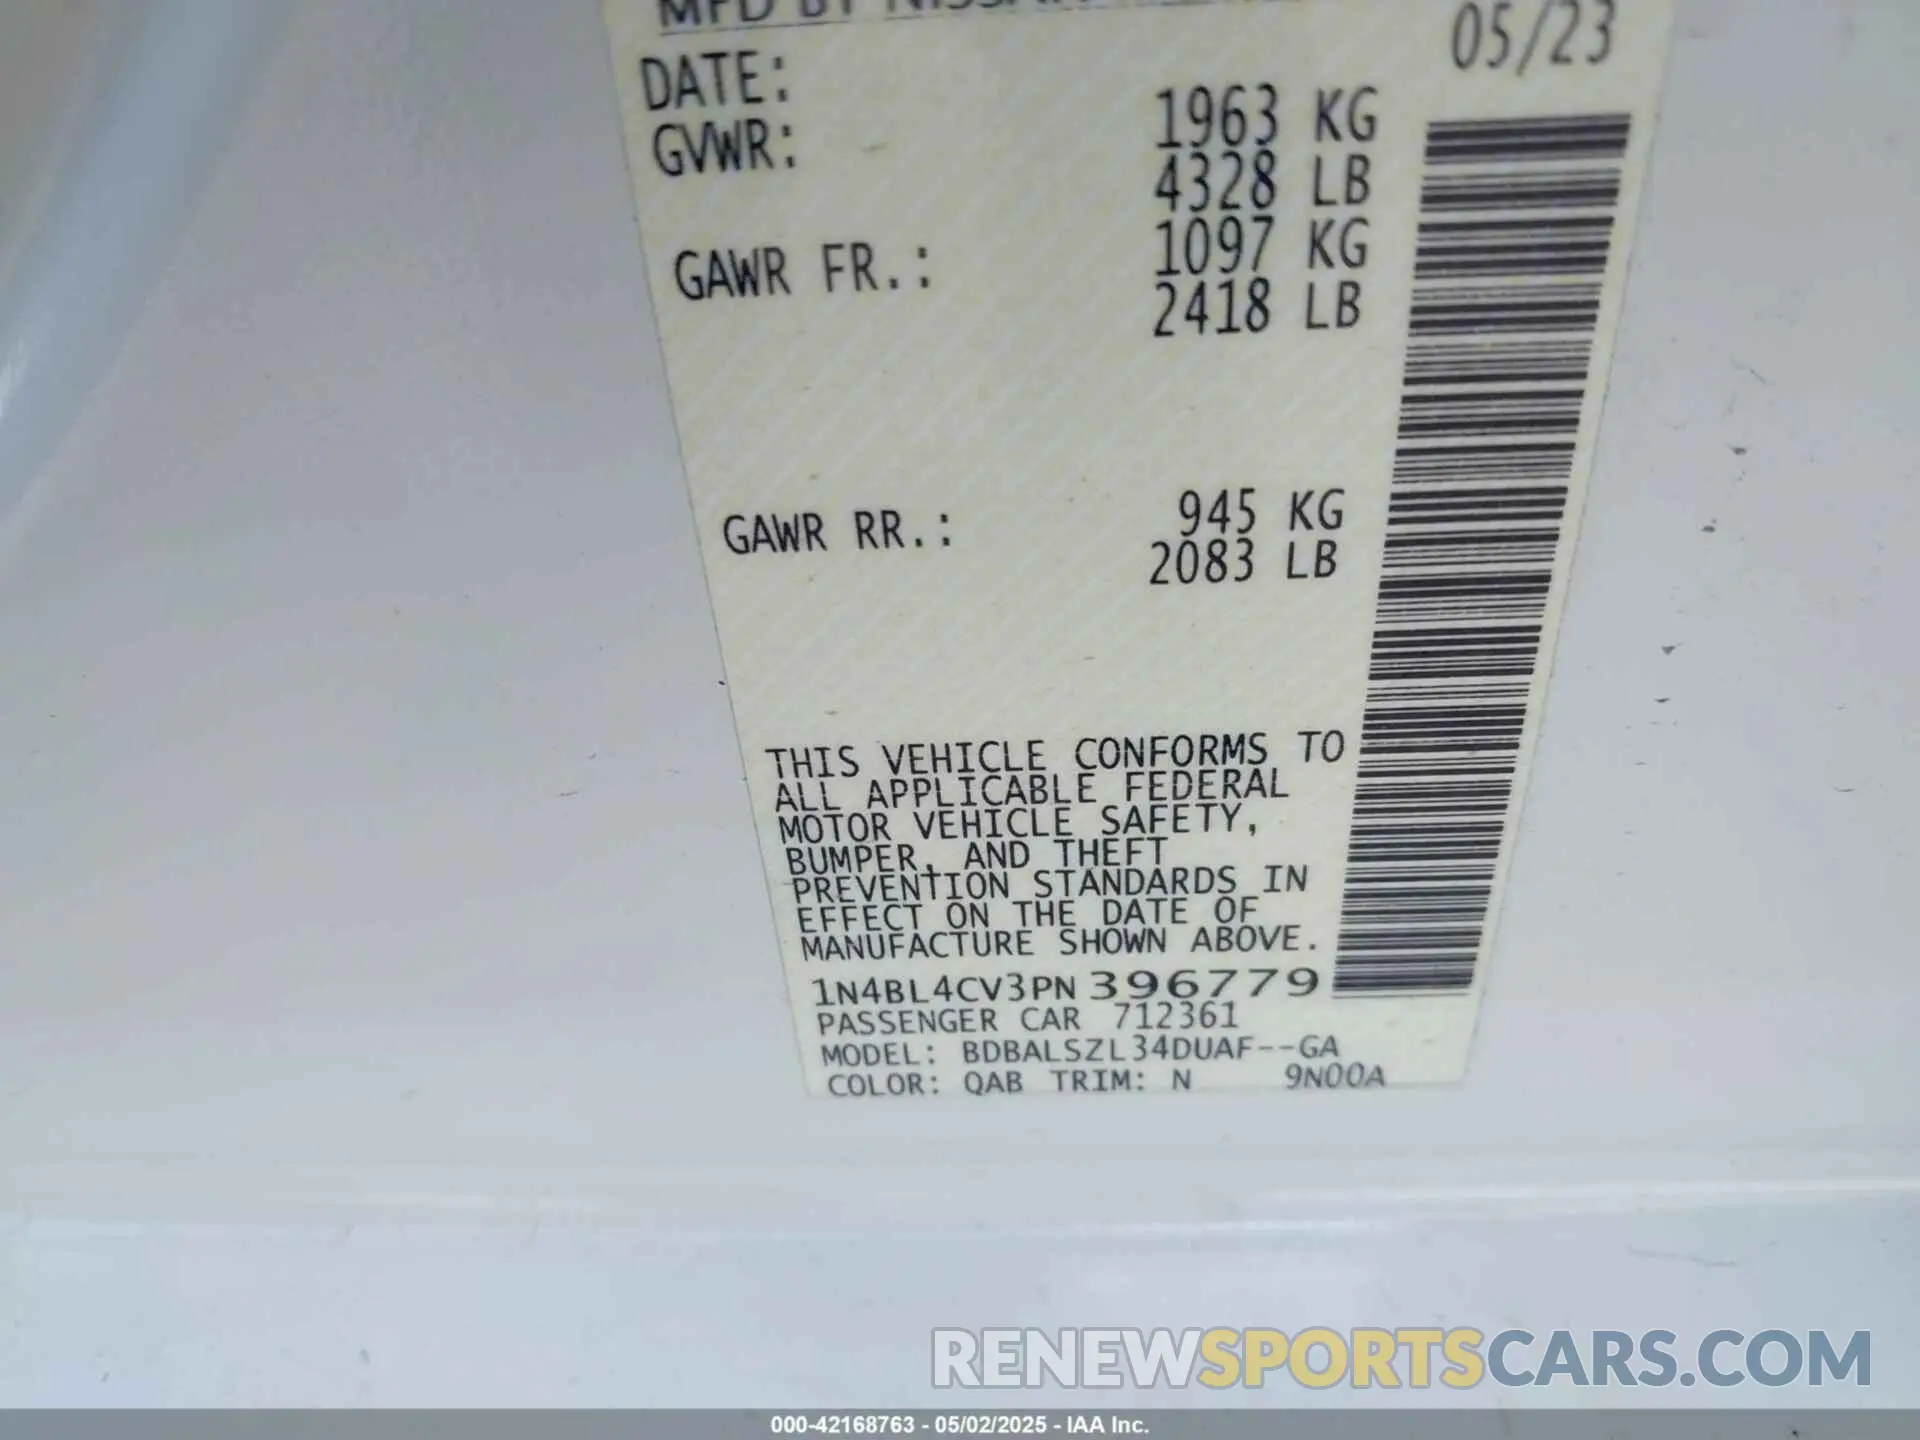 MFD BY NISSAN
DATE: 05/23
GVWR: 1963 KG
4328 LB
GAWR FR.: 1097 KG
2418 LB
GAWR RR.: 945 KG
2083 LB
THIS VEHICLE CONFORMS TO
ALL APPLICABLE FEDERAL
MOTOR VEHICLE SAFETY,
BUMPER, AND THEFT
PREVENTION STANDARDS IN
EFFECT ON THE DATE OF
MANUFACTURE SHOWN ABOVE.
1N4BL4CV3PN396779
PASSENGER CAR 712361
MODEL: BDBALSZL34DUAF--GA
COLOR: QAB TRIM: N 9N00A
RENEWSPORTSCARS.COM
000-42168763 - 05/02/2025 - IAA Inc.